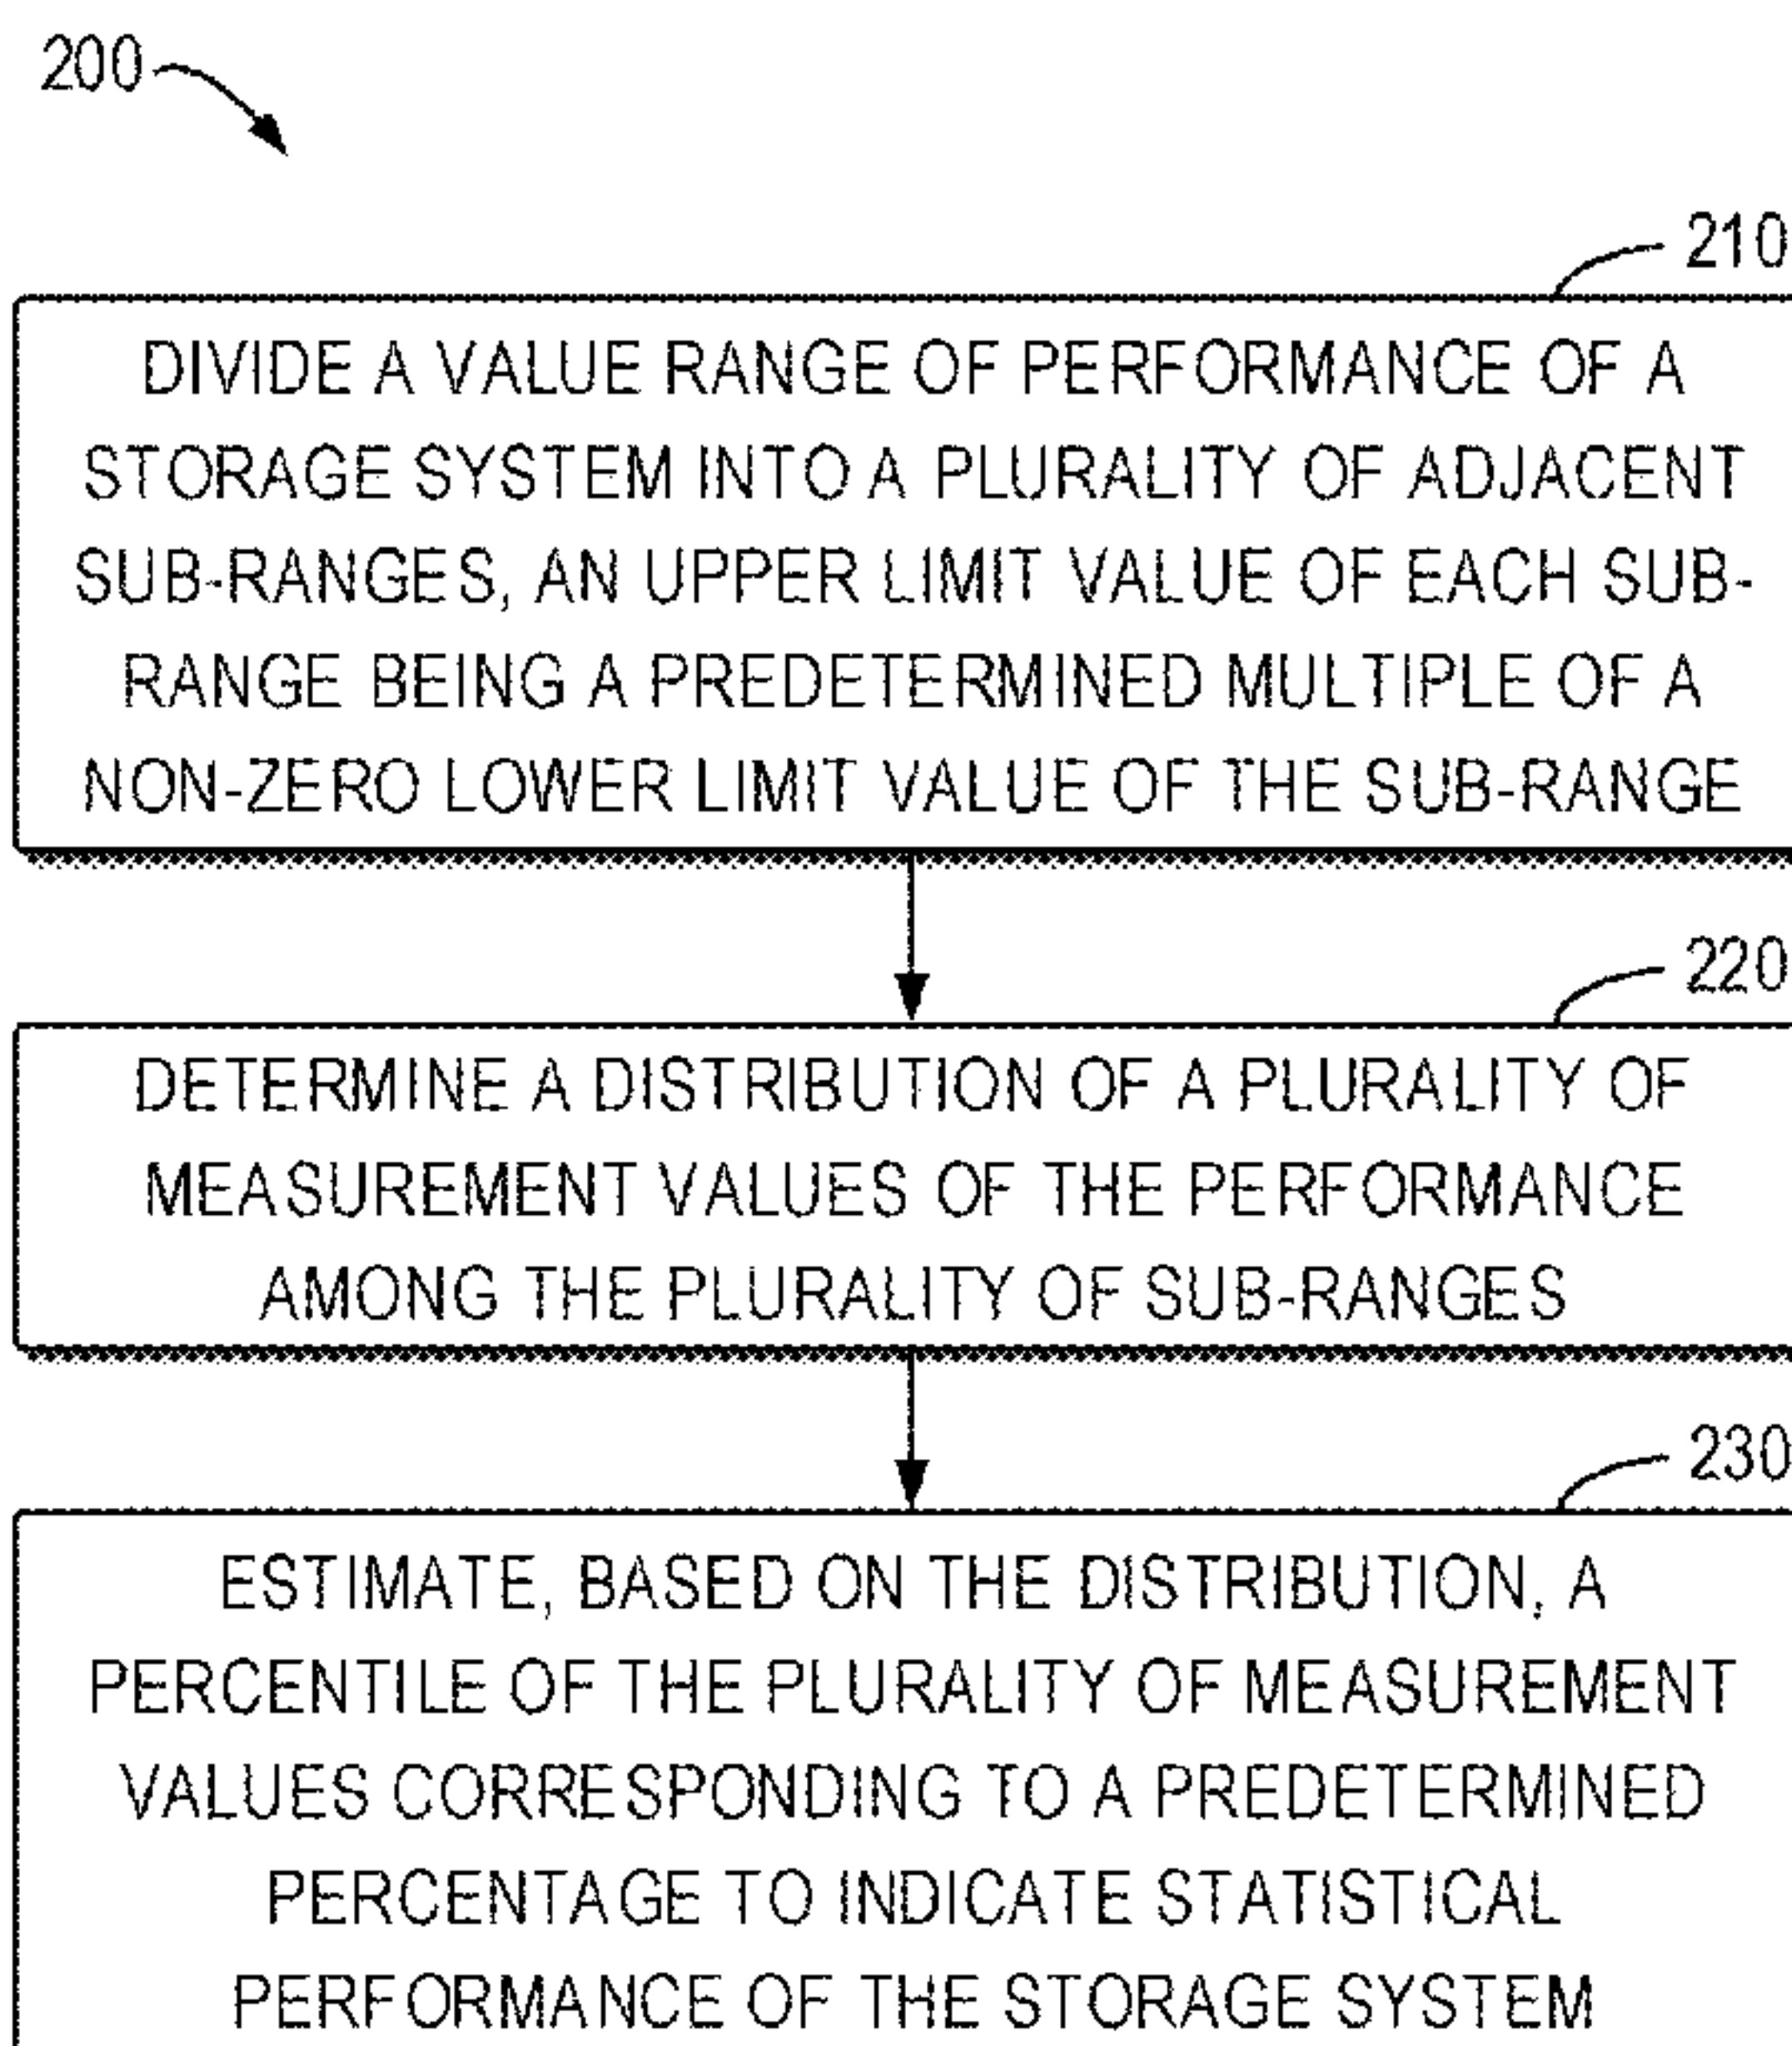 200
210
DIVIDE A VALUE RANGE OF PERFORMANCE OF A
STORAGE SYSTEM INTO A PLURALITY OF ADJACENT
SUB-RANGES, AN UPPER LIMIT VALUE OF EACH SUB-
RANGE BEING A PREDETERMINED MULTIPLE OF A
NON-ZERO LOWER LIMIT VALUE OF THE SUB-RANGE
220
DETERMINE A DISTRIBUTION OF A PLURALITY OF
MEASUREMENT VALUES OF THE PERFORMANCE
AMONG THE PLURALITY OF SUB-RANGES
230
ESTIMATE, BASED ON THE DISTRIBUTION, A
PERCENTILE OF THE PLURALITY OF MEASUREMENT
VALUES CORRESPONDING TO A PREDETERMINED
PERCENTAGE TO INDICATE STATISTICAL
PERFORMANCE OF THE STORAGE SYSTEM